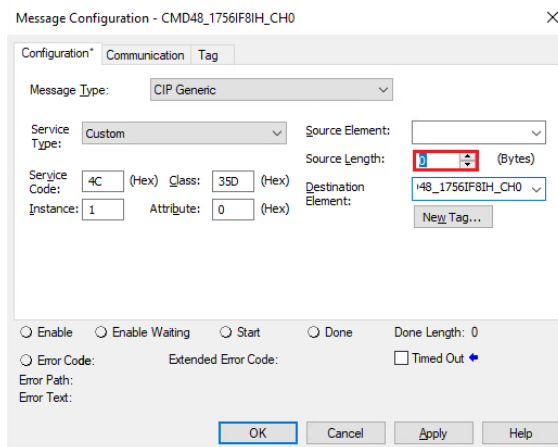 Message Configuration - CMD48_1756IF8IH_CH0
Configuration* Communication Tag
Message Type: CIP Generic
Service Type: Custom
Source Element:
Source Length: 0 (Bytes)
Service Code: 4C (Hex) Class: 35D (Hex)
Destination Element: 48_1756IF8IH_CH0
Instance: 1 Attribute: 0 (Hex)
New Tag...
Enable Enable Waiting Start Done Done Length: 0
Error Code: Extended Error Code: Timed Out
Error Path:
Error Text:
OK Cancel Apply Help